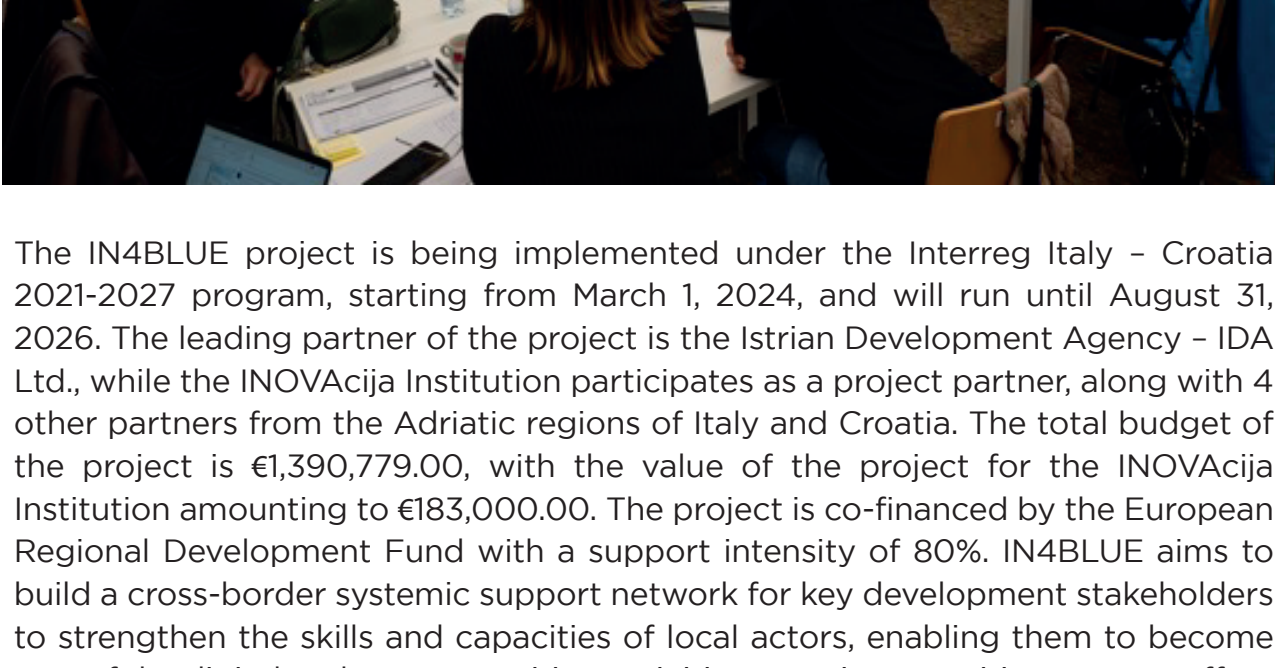 The IN4BLUE project is being implemented under the Interreg Italy – Croatia
2021-2027 program, starting from March 1, 2024, and will run until August 31,
2026. The leading partner of the project is the Istrian Development Agency – IDA
Ltd., while the INOVAcija Institution participates as a project partner, along with 4
other partners from the Adriatic regions of Italy and Croatia. The total budget of
the project is €1,390,779.00, with the value of the project for the INOVAcija
Institution amounting to €183,000.00. The project is co-financed by the European
Regional Development Fund with a support intensity of 80%. IN4BLUE aims to
build a cross-border systemic support network for key development stakeholders
to strengthen the skills and capacities of local actors, enabling them to become